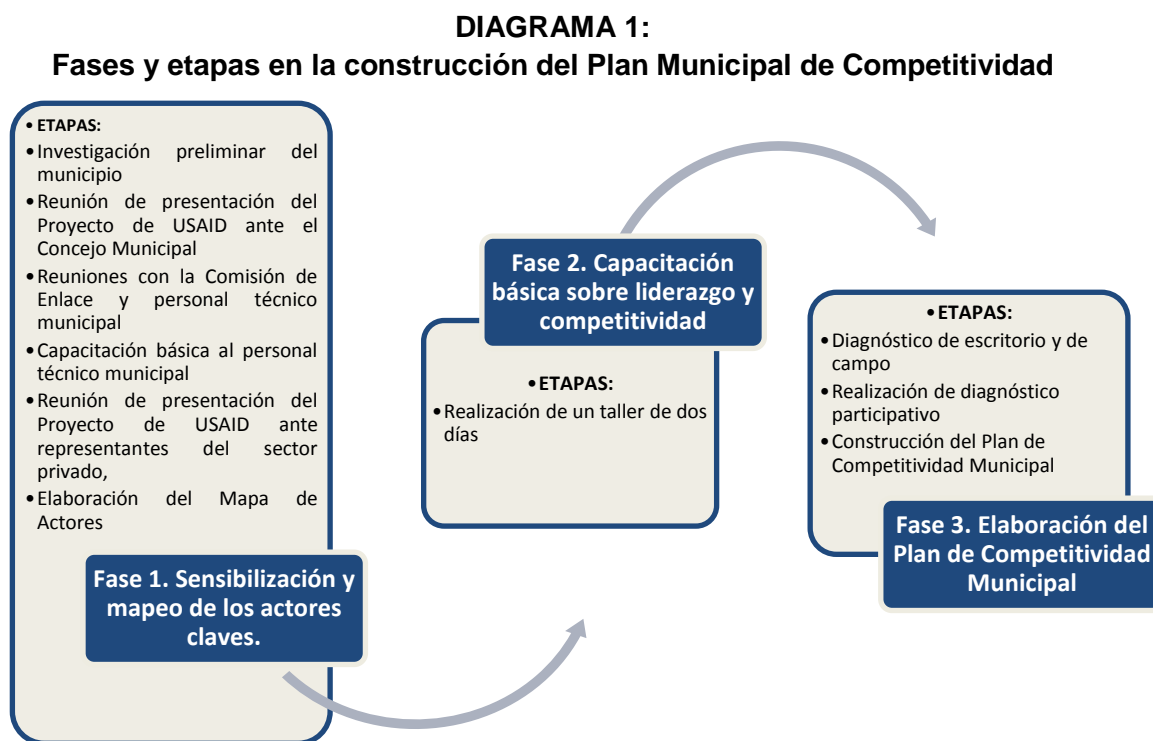 DIAGRAMA 1:
Fases y etapas en la construcción del Plan Municipal de Competitividad
• ETAPAS:
• Investigación preliminar del
municipio
• Reunión de presentación del
Proyecto de USAID ante el
Concejo Municipal
• Reuniones con la Comisión de
Enlace y personal técnico
municipal
• Capacitación básica al personal
técnico municipal
• Reunión de presentación del
Proyecto de USAID ante
representantes del sector
privado,
• Elaboración del Mapa de
Actores
Fase 1. Sensibilización y
mapeo de los actores
claves.
Fase 2. Capacitación
básica sobre liderazgo y
competitividad
• ETAPAS:
• Realización de un taller de dos
días
• ETAPAS:
• Diagnóstico de escritorio y de
campo
• Realización de diagnóstico
participativo
• Construcción del Plan de
Competitividad Municipal
Fase 3. Elaboración del
Plan de Competitividad
Municipal